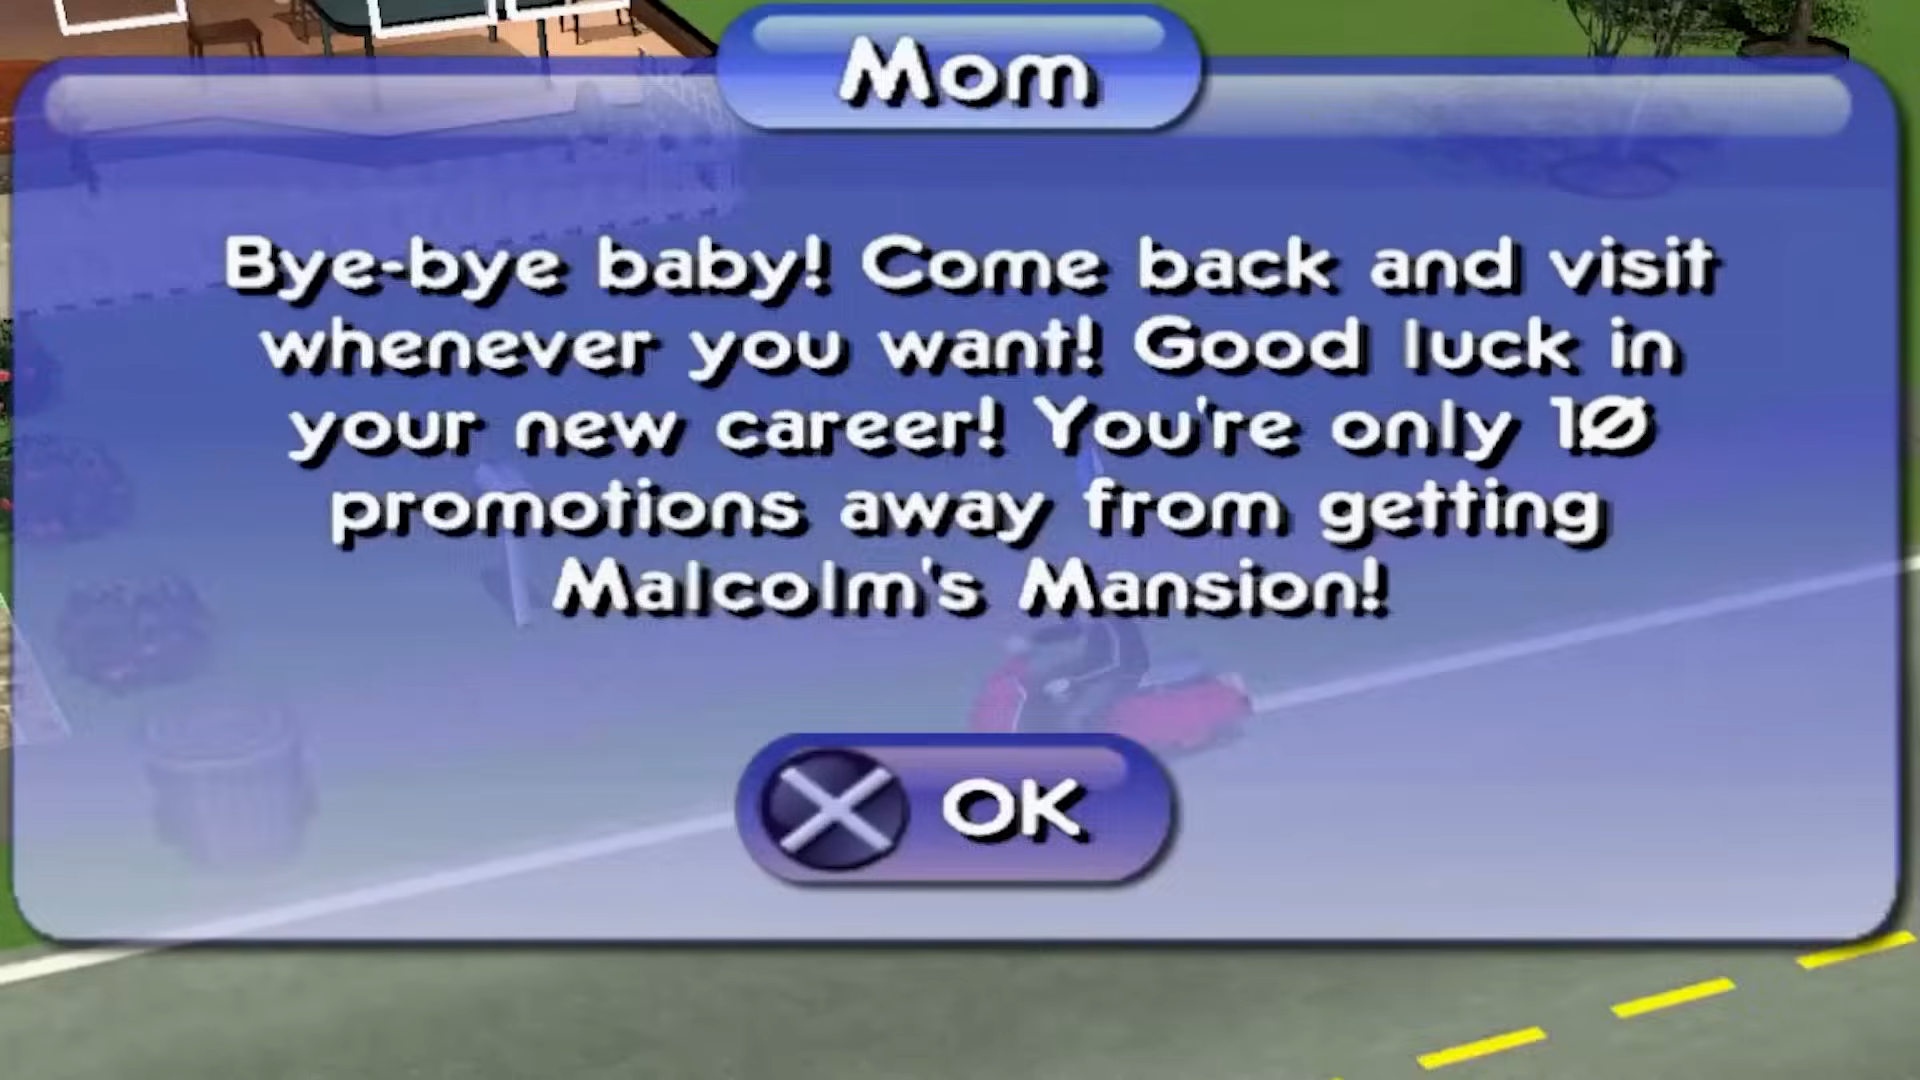 Mom
Bye-bye baby! Come back and visit
whenever you want! Good luck in
your new career! You're only 10
promotions away from getting
Malcolm's Mansion!
OK